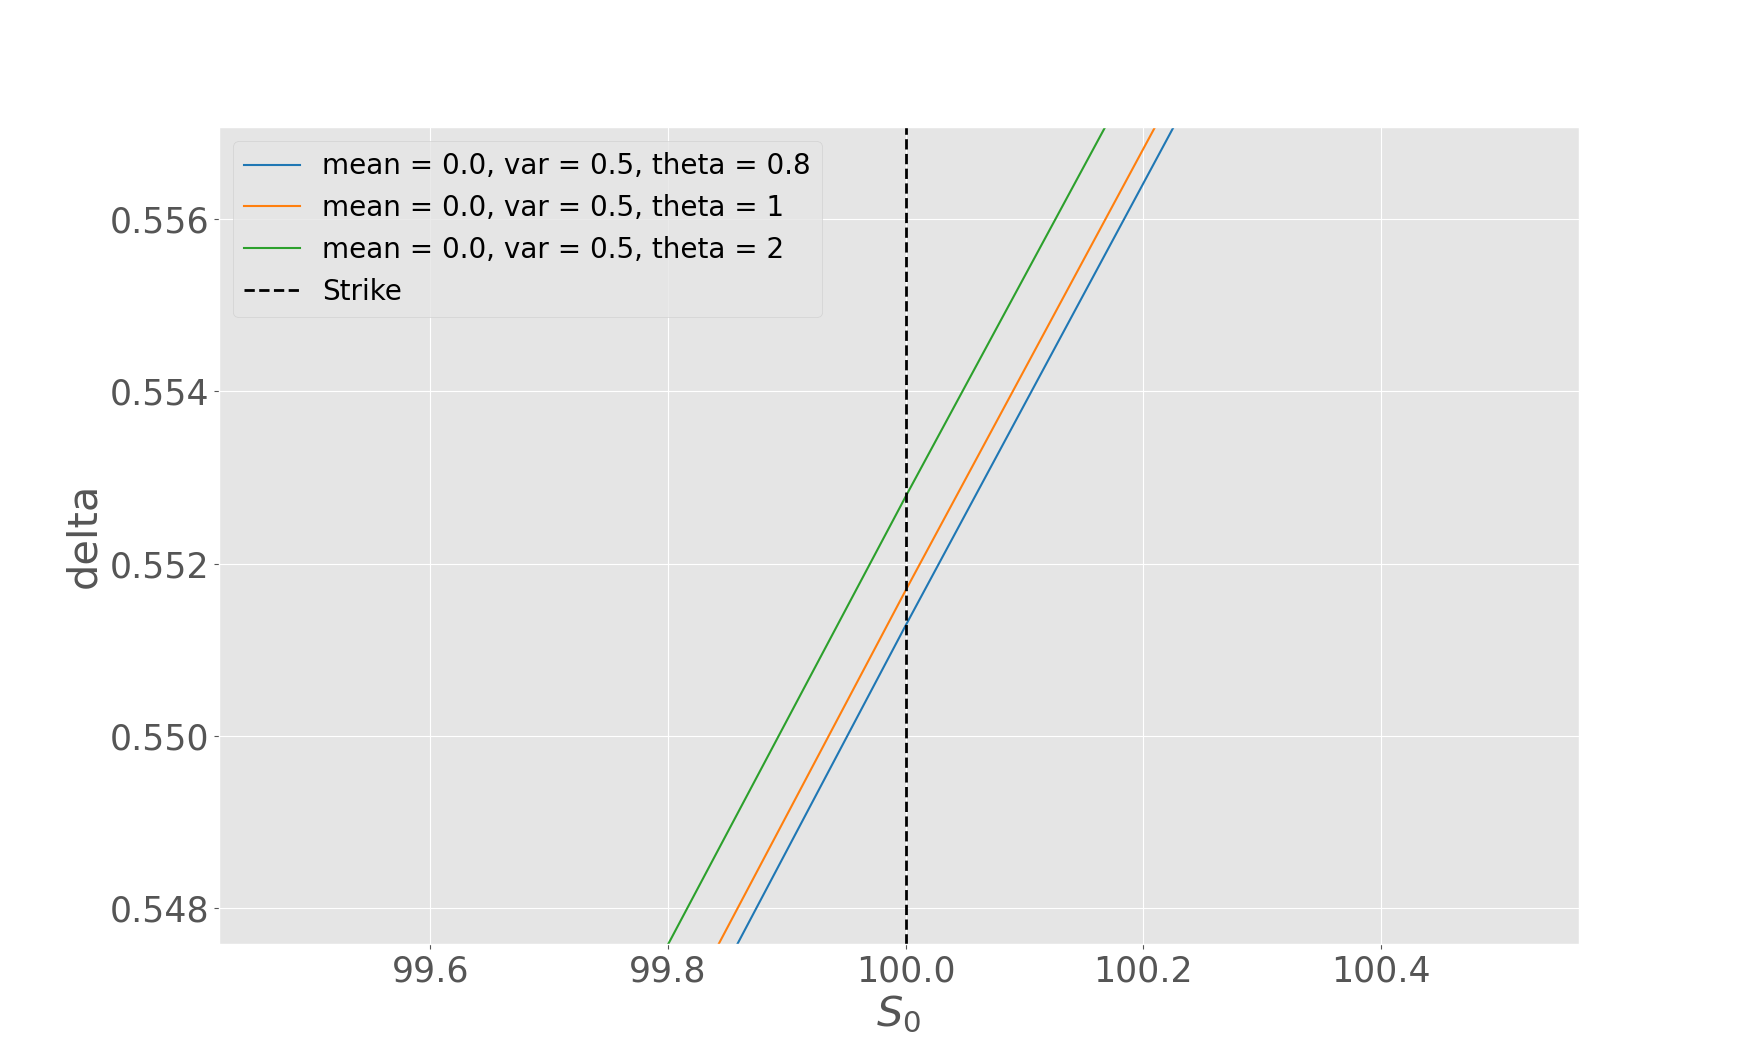 mean = 0.0, var = 0.5, theta = 0.8
mean = 0.0, var = 0.5, theta = 1
mean = 0.0, var = 0.5, theta = 2
Strike
0.556
0.554
0.552
0.550
0.548
delta
99.6 99.8 100.0 100.2 100.4
S₀